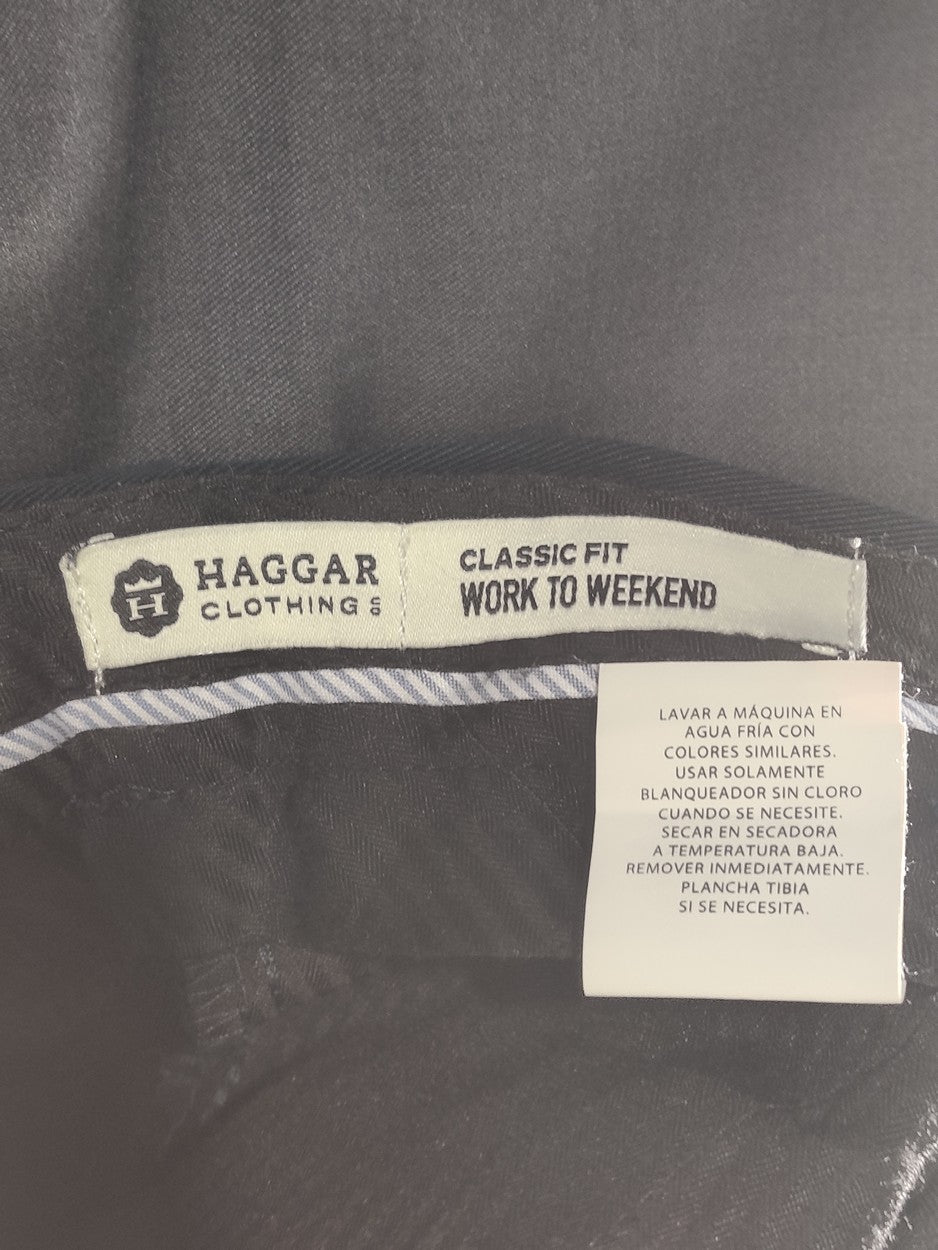 H
HAGGAR
CLOTHING CO
CLASSIC FIT
WORK TO WEEKEND
LAVAR A MÁQUINA EN
AGUA FRÍA CON
COLORES SIMILARES.
USAR SOLAMENTE
BLANQUEADOR SIN CLORO
CUANDO SE NECESITE.
SECAR EN SECADORA
A TEMPERATURA BAJA.
REMOVER INMEDIATAMENTE.
PLANCHA TIBIA
SI SE NECESITA.